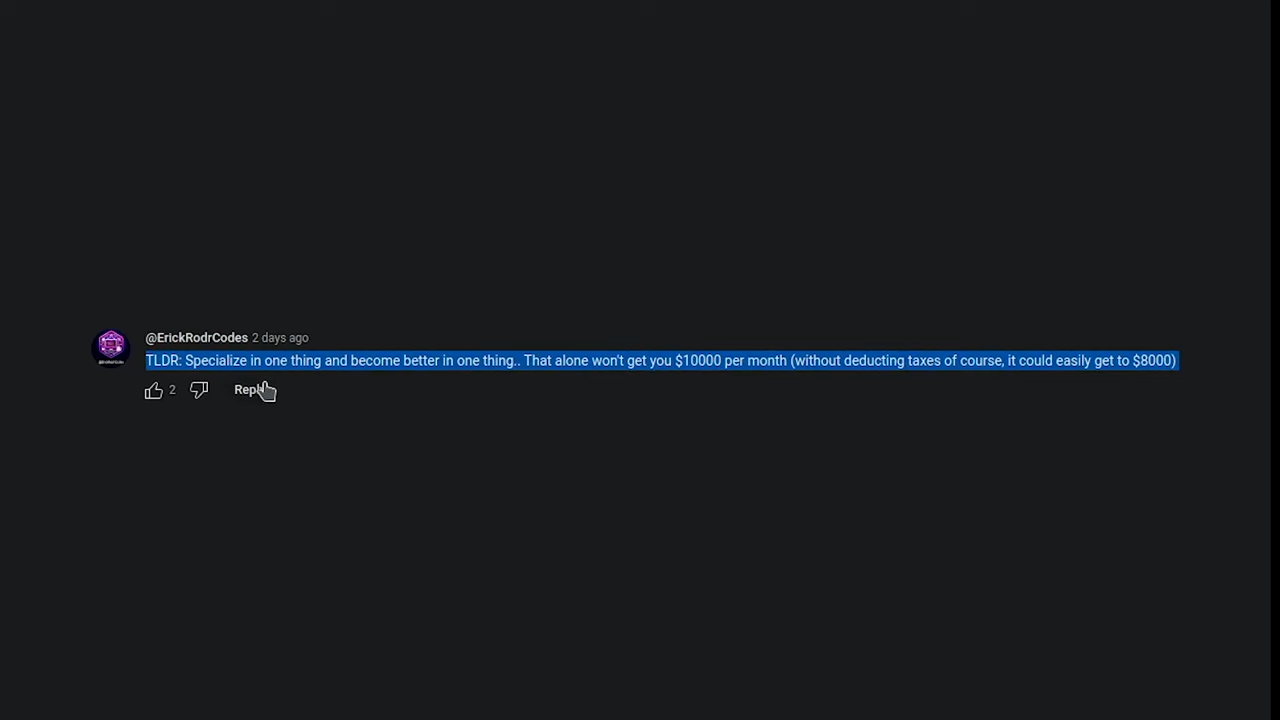 @ErickRodrCodes 2 days ago
TLDR: Specialize in one thing and become better in one thing.. That alone won't get you $10000 per month (without deducting taxes of course, it could easily get to $8000)
2 Reply